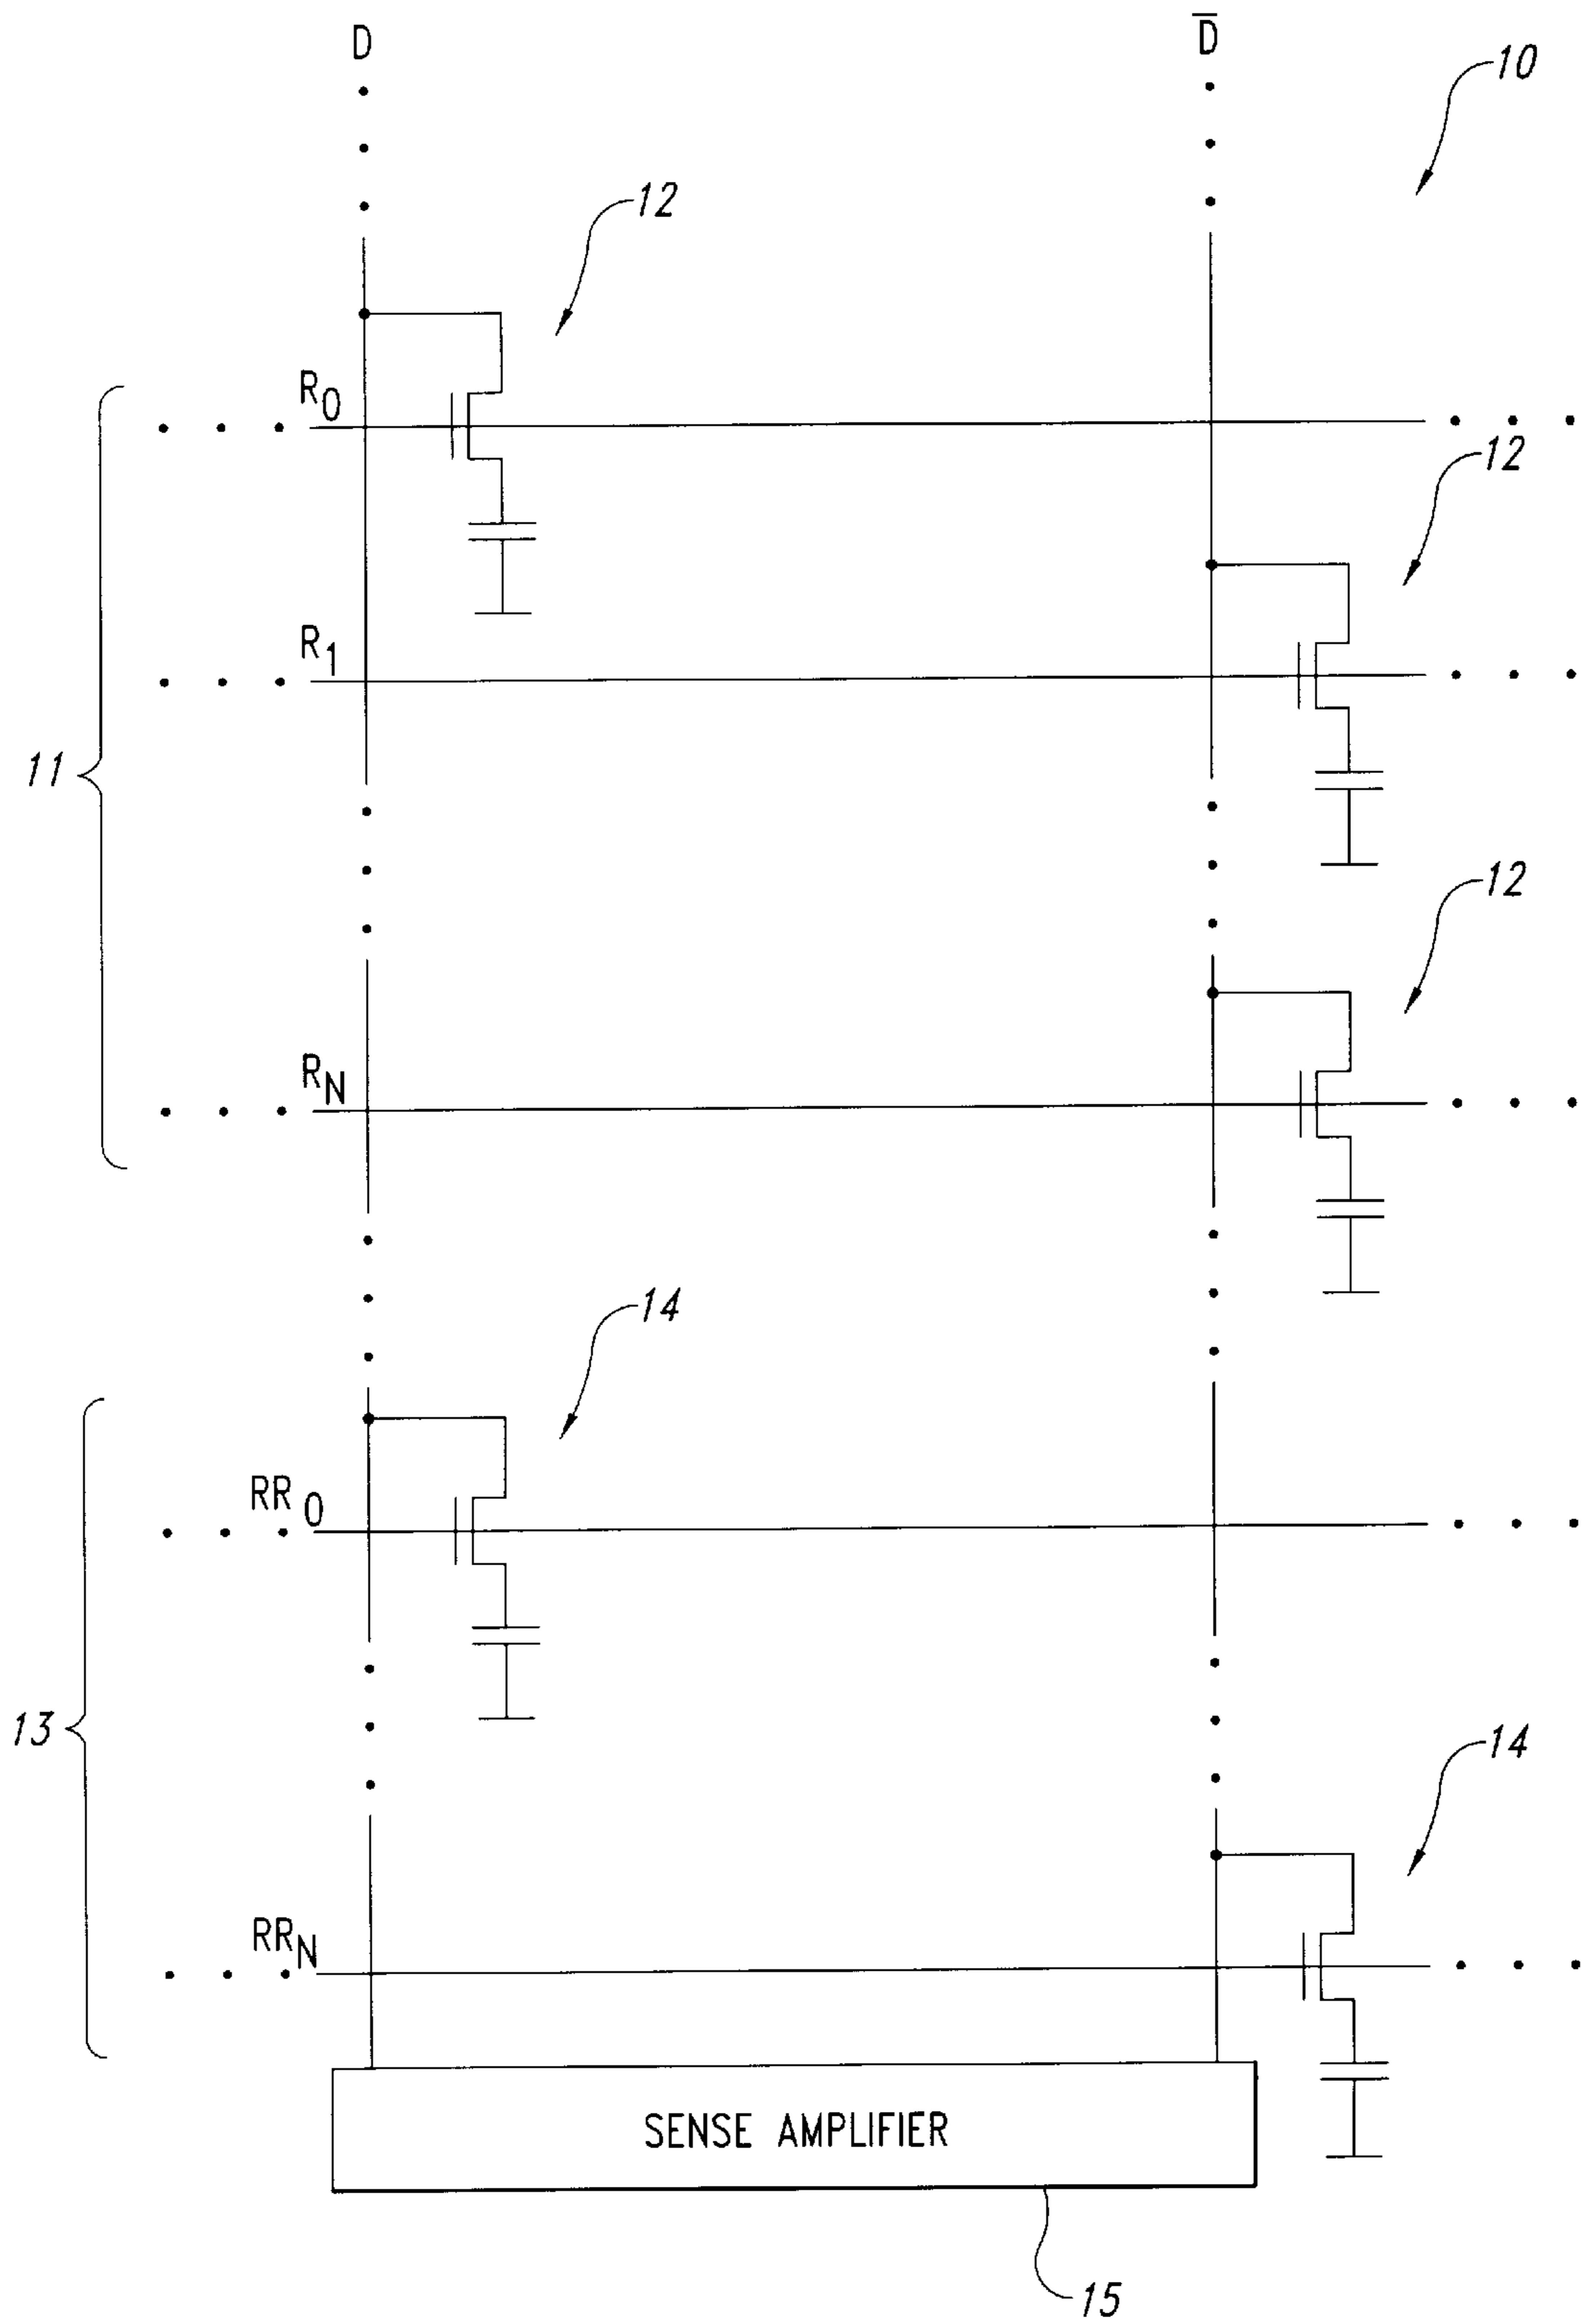 D D̅
10
12
R0
12
R1
11
12
RN
14
RR0
13
14
RRN
SENSE AMPLIFIER
15